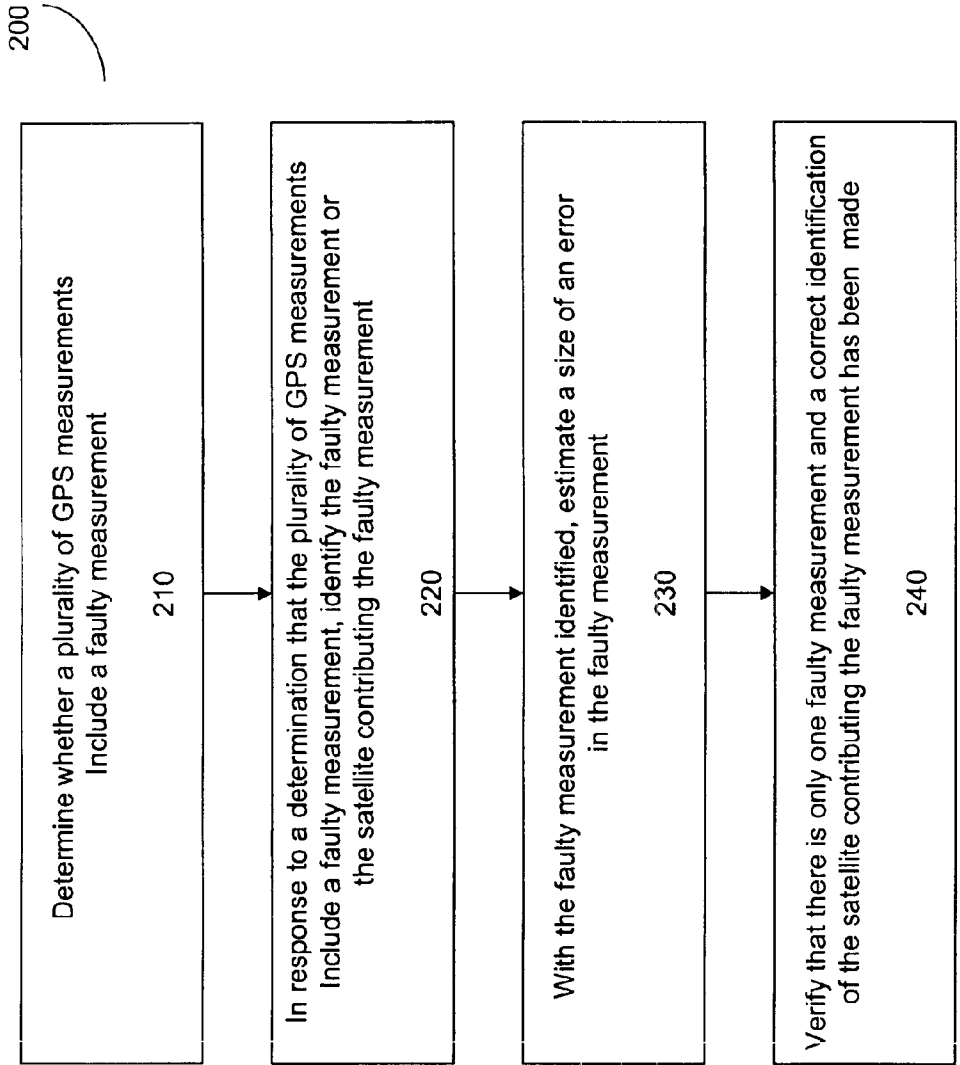 200
Determine whether a plurality of GPS measurements
Include a faulty measurement
210
In response to a determination that the plurality of GPS measurements
Include a faulty measurement, identify the faulty measurement or
the satellite contributing the faulty measurement
220
With the faulty measurement identified, estimate a size of an error
in the faulty measurement
230
Verify that there is only one faulty measurement and a correct identification
of the satellite contributing the faulty measurement has been made
240